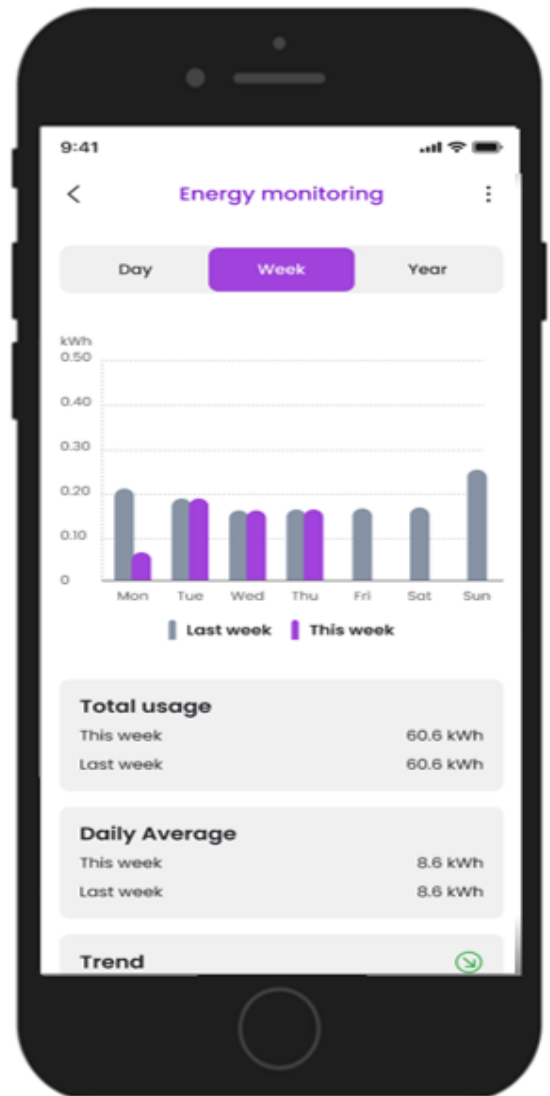 9:41
Energy monitoring
Day Week Year
kWh
0.50
0.40
0.30
0.20
0.10
0
Mon Tue Wed Thu Fri Sat Sun
Last week This week
Total usage
This week 60.6 kWh
Last week 60.6 kWh
Daily Average
This week 8.6 kWh
Last week 8.6 kWh
Trend